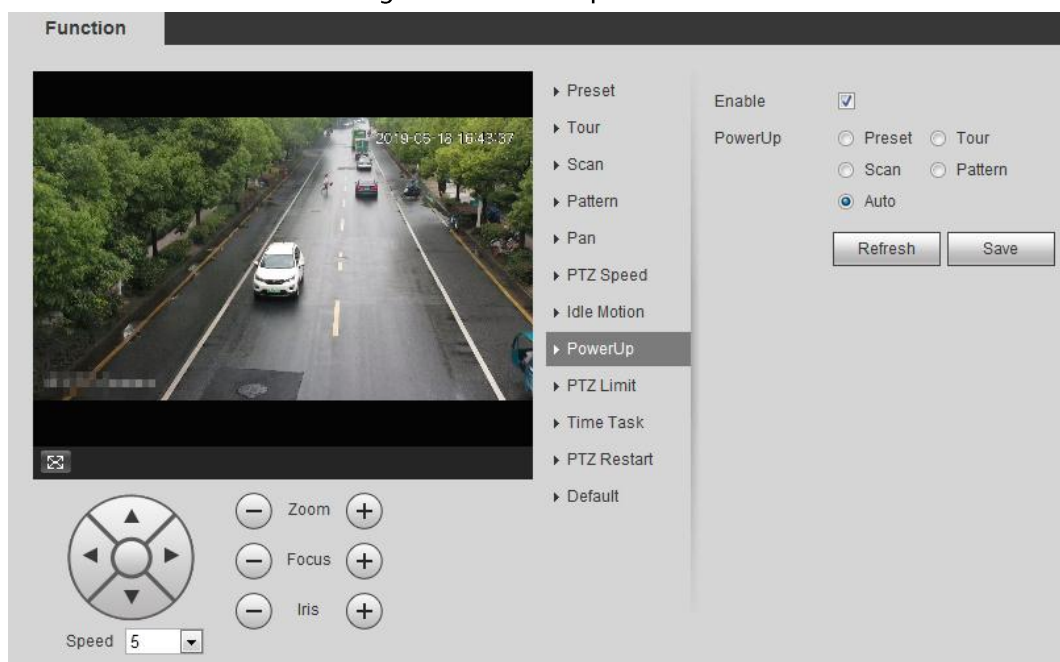 Function
2019-05-18 16:43:37
Preset
Tour
Scan
Pattern
Pan
PTZ Speed
Idle Motion
PowerUp
PTZ Limit
Time Task
PTZ Restart
Default
Enable
PowerUp
Preset Tour
Scan Pattern
Auto
Refresh Save
Zoom
Focus
Iris
Speed 5